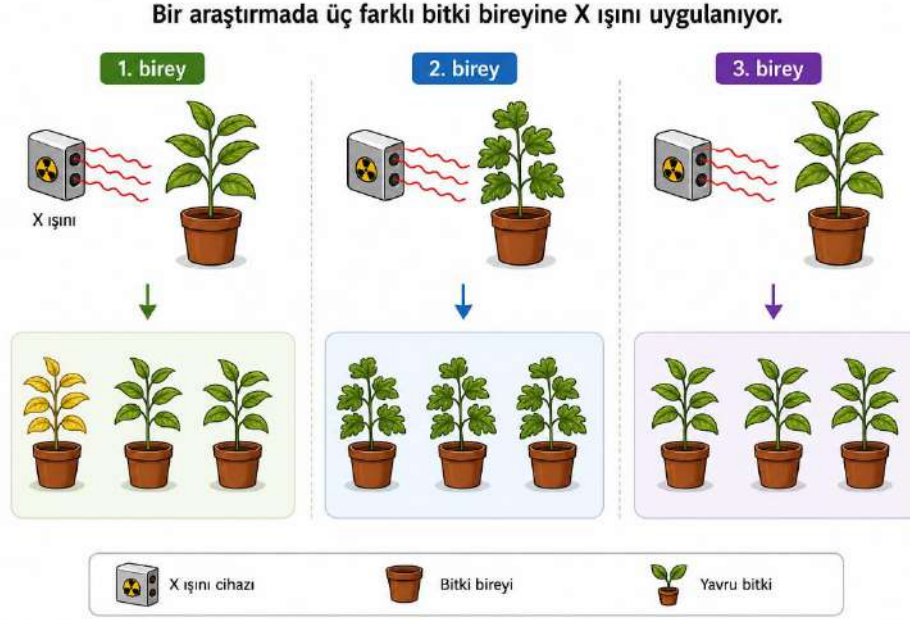 Bir araştırmada üç farklı bitki bireyine X ışını uygulanıyor.
1. birey
2. birey
3. birey
X ışını
X ışını cihazı
Bitki bireyi
Yavru bitki